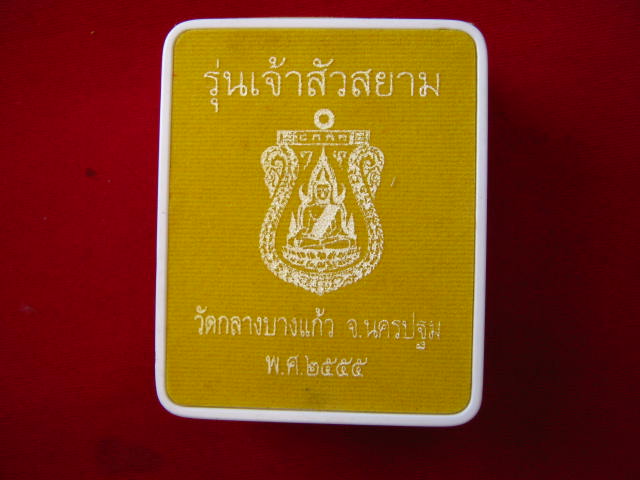 รุ่นเจ้าสัวสยาม
วัดกลางบางแก้ว จ.นครปฐม
พ.ศ.๒๕๕๕